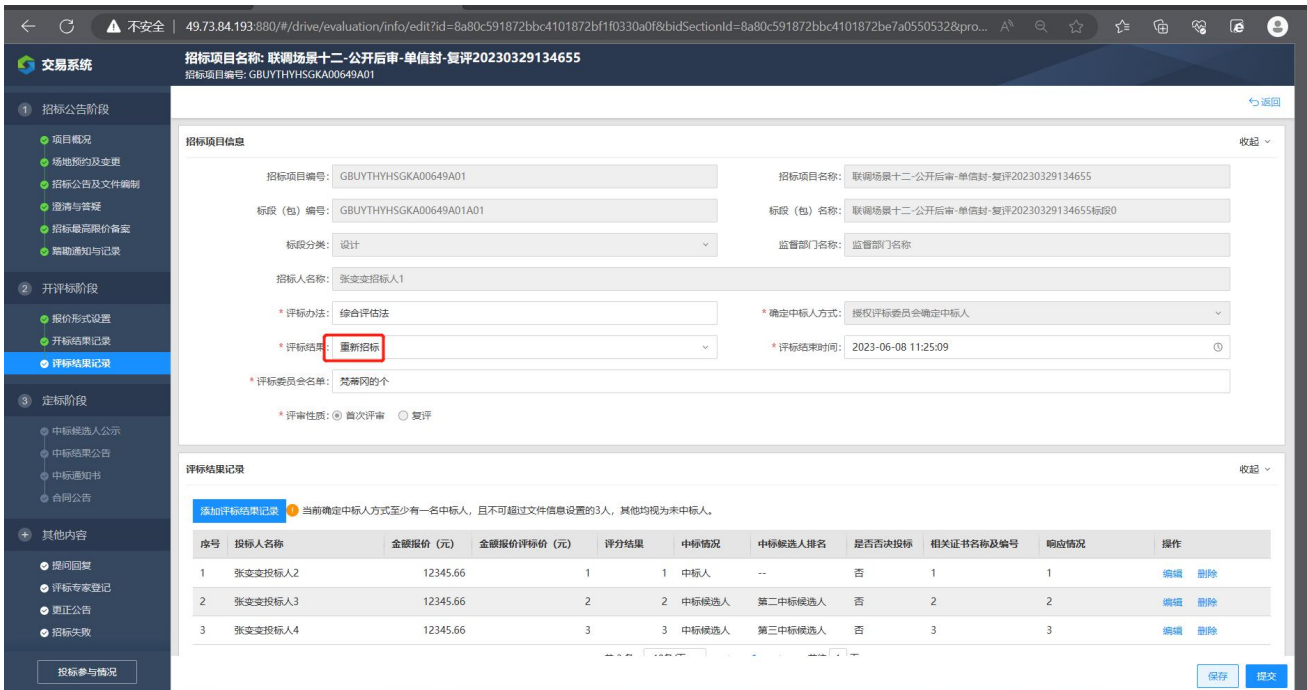 不安全 | 49.73.84.193:880/#/drive/evaluation/info/edit?id=8a80c591872bbc4101872bf1f0330a0f&bidSectionId=8a80c591872bbc4101872be7a0550532&pro...
交易系统
招标项目名称: 联调场景十二-公开后审-单信封-复评20230329134655
招标项目编号: GBUYTHYHSGKA00649A01
1 招标公告阶段
项目概况
场地预约及变更
招标公告及文件编制
澄清与答疑
招标最高限价备案
踏勘通知与记录
2 开评标阶段
报价形式设置
开标结果记录
评标结果记录
3 定标阶段
中标候选人公示
中标结果公告
中标通知书
合同公告
其他内容
提问回复
评标专家登记
更正公告
招标失败
投标参与情况
返回
招标项目信息 收起
招标项目编号: GBUYTHYHSGKA00649A01 招标项目名称: 联调场景十二-公开后审-单信封-复评20230329134655
标段（包）编号: GBUYTHYHSGKA00649A01A01 标段（包）名称: 联调场景十二-公开后审-单信封-复评20230329134655标段0
标段分类: 设计 监督部门名称: 监督部门名称
招标人名称: 张变变招标人1
* 评标办法: 综合评估法 * 确定中标人方式: 授权评标委员会确定中标人
* 评标结果: 重新招标 * 评标结束时间: 2023-06-08 11:25:09
* 评标委员会名单: 梵蒂冈的个
* 评审性质: 首次评审 复评
评标结果记录 收起
添加评标结果记录 当前确定中标人方式至少有一名中标人，且不可超过文件信息设置的3人，其他均视为未中标人。
序号 投标人名称 金额报价（元） 金额报价评标价（元） 评分结果 中标情况 中标候选人排名 是否否决投标 相关证书名称及编号 响应情况 操作
1 张变变投标人2 12345.66 1 1 中标人 -- 否 1 1 编辑 删除
2 张变变投标人3 12345.66 2 2 中标候选人 第二中标候选人 否 2 2 编辑 删除
3 张变变投标人4 12345.66 3 3 中标候选人 第三中标候选人 否 3 3 编辑 删除
保存 提交